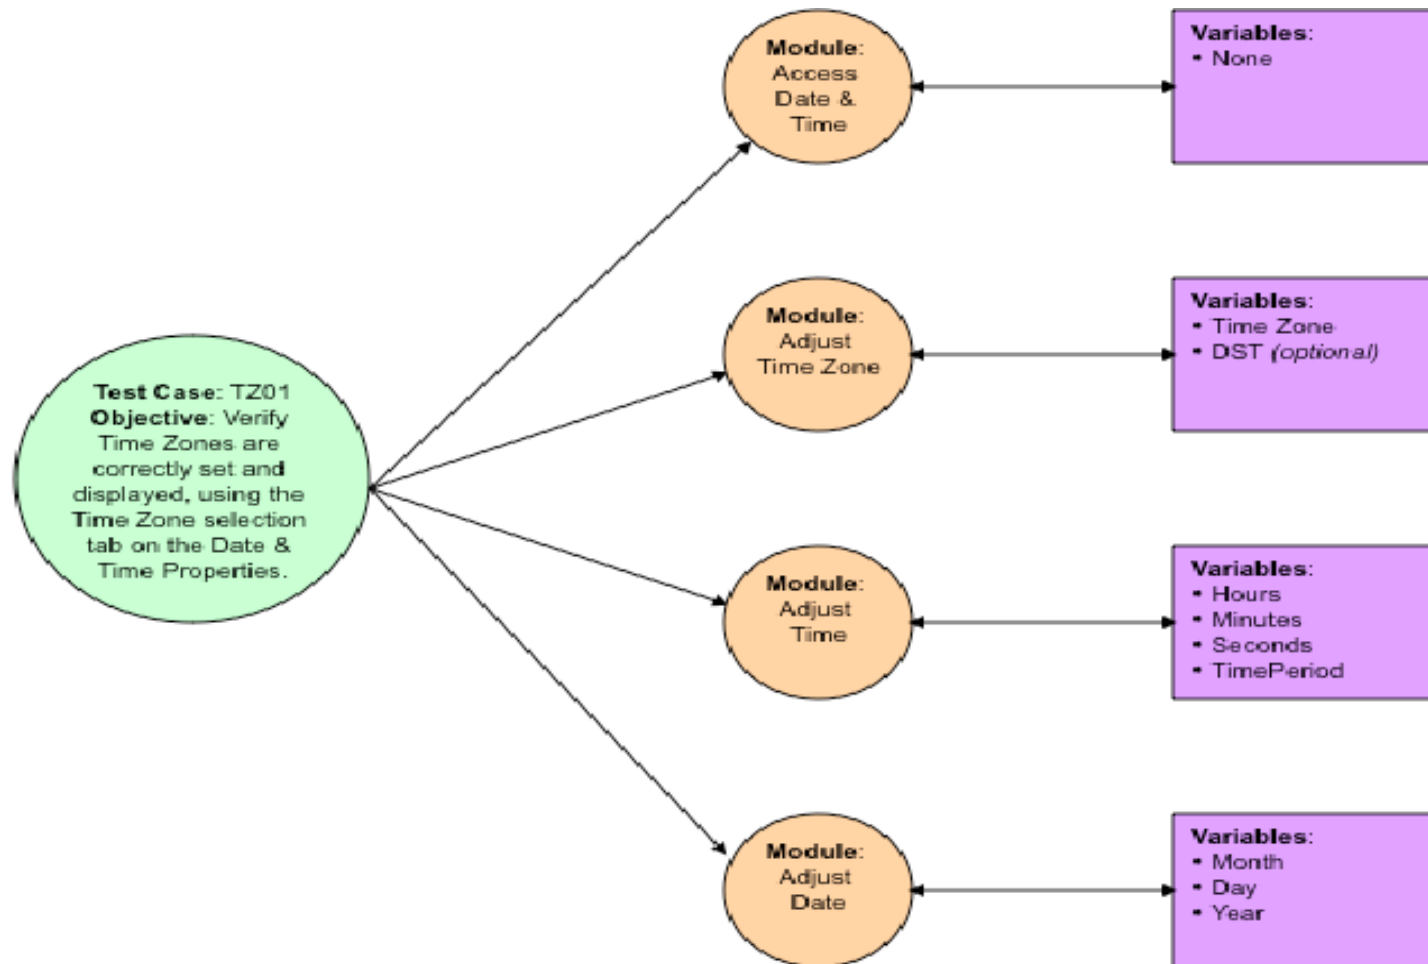 Module:
Access
Date &
Time
Variables:
• None
Module:
Adjust
Time Zone
Variables:
• Time Zone
• DST (optional)
Test Case: TZ01
Objective: Verify
Time Zones are
correctly set and
displayed, using the
Time Zone selection
tab on the Date &
Time Properties.
Module:
Adjust
Time
Variables:
• Hours
• Minutes
• Seconds
• TimePeriod
Module:
Adjust
Date
Variables:
• Month
• Day
• Year